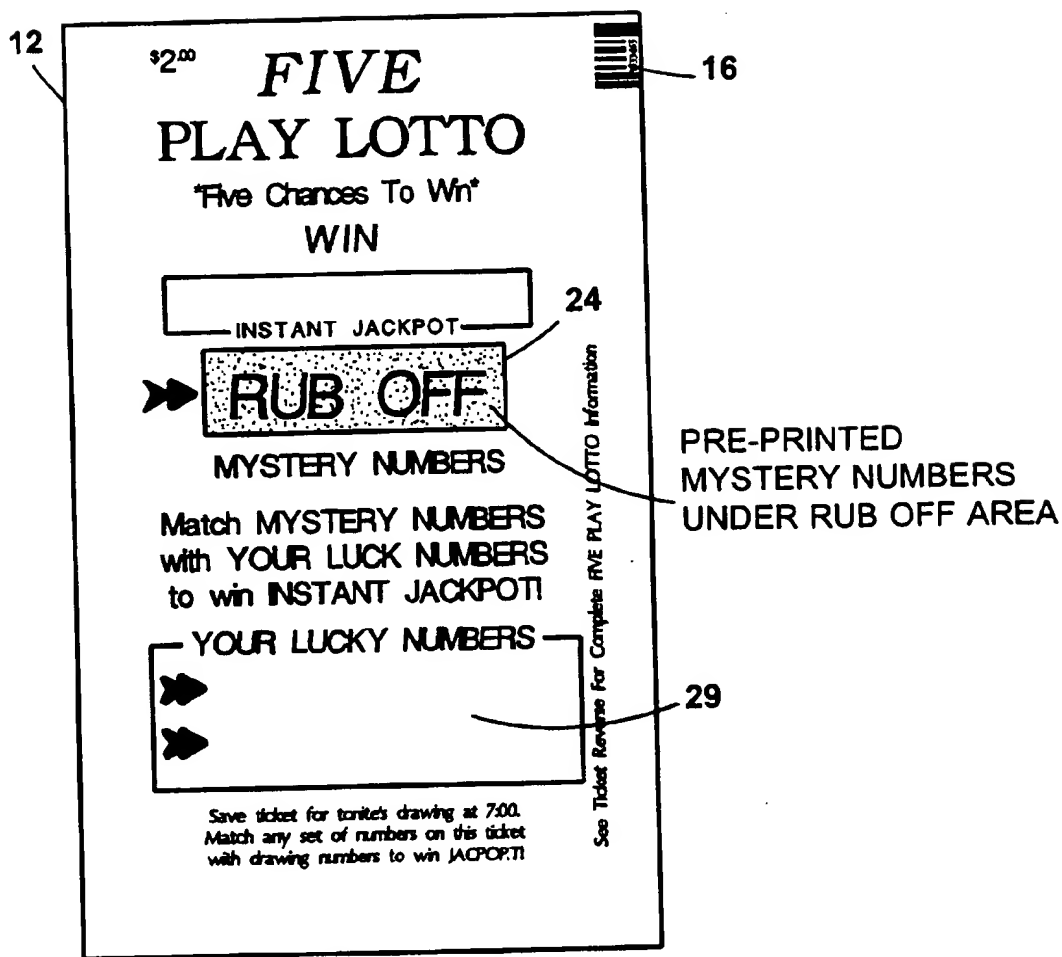 12
$2.00
FIVE
PLAY LOTTO
*Five Chances To Win*
WIN
INSTANT JACKPOT
RUB OFF
MYSTERY NUMBERS
Match MYSTERY NUMBERS
with YOUR LUCK NUMBERS
to win INSTANT JACKPOT!
YOUR LUCKY NUMBERS
Save ticket for tonite's drawing at 7:00.
Match any set of numbers on this ticket
with drawing numbers to win JACPOP.T!
See Ticket Reverse For Complete FIVE PLAY LOTTO Information
16
24
PRE-PRINTED
MYSTERY NUMBERS
UNDER RUB OFF AREA
29